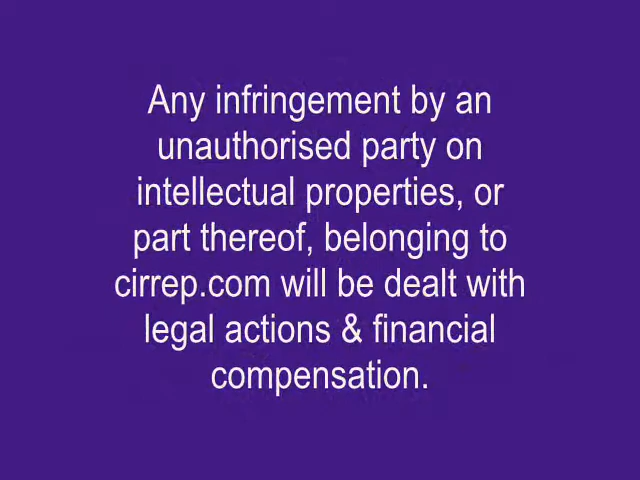 Any infringement by an
unauthorised party on
intellectual properties, or
part thereof, belonging to
cirrep.com will be dealt with
legal actions & financial
compensation.